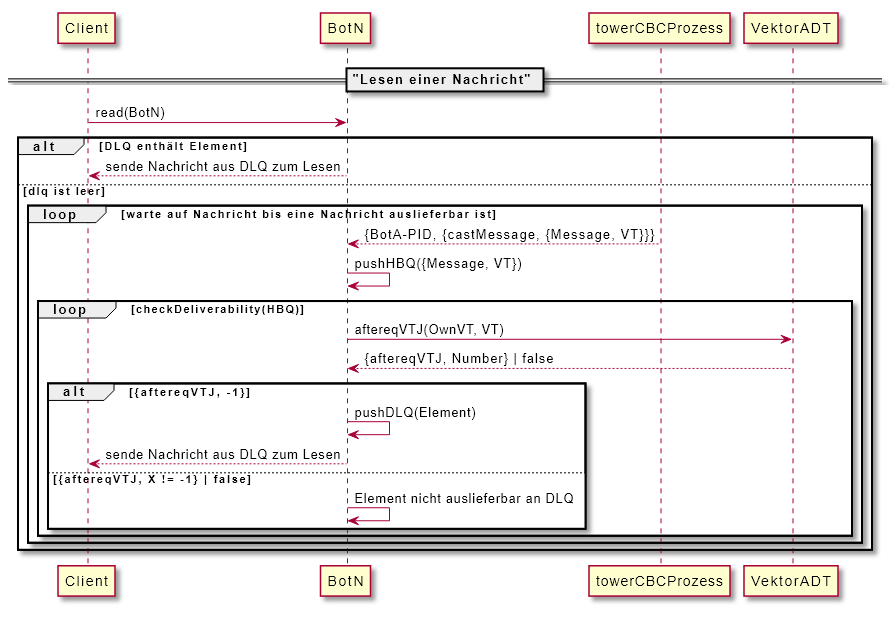 Client BotN towerCBCProzess VektorADT
"Lesen einer Nachricht"
read(BotN)
alt [DLQ enthält Element]
sende Nachricht aus DLQ zum Lesen
[dlq ist leer]
loop [warte auf Nachricht bis eine Nachricht auslieferbar ist]
{BotA-PID, {castMessage, {Message, VT}}}
pushHBQ({Message, VT})
loop [checkDeliverability(HBQ)]
aftereqVTJ(OwnVT, VT)
{aftereqVTJ, Number} | false
alt [{aftereqVTJ, -1}]
pushDLQ(Element)
sende Nachricht aus DLQ zum Lesen
[{aftereqVTJ, X != -1} | false]
Element nicht auslieferbar an DLQ
Client BotN towerCBCProzess VektorADT